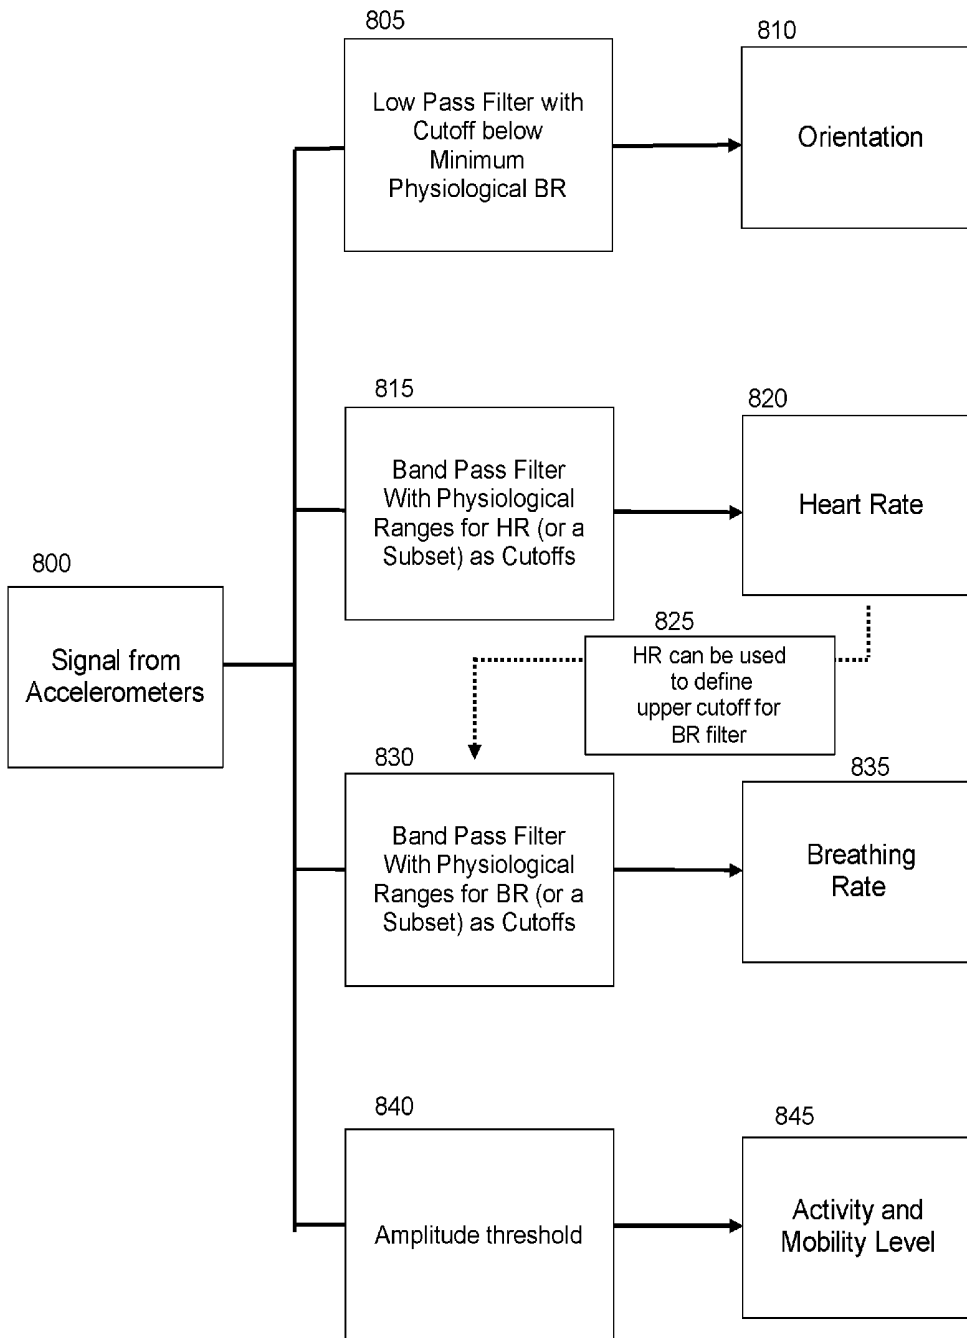 805
Low Pass Filter with
Cutoff below
Minimum
Physiological BR
810
Orientation
815
Band Pass Filter
With Physiological
Ranges for HR (or a
Subset) as Cutoffs
820
Heart Rate
800
Signal from
Accelerometers
825
HR can be used
to define
upper cutoff for
BR filter
830
Band Pass Filter
With Physiological
Ranges for BR (or a
Subset) as Cutoffs
835
Breathing
Rate
840
Amplitude threshold
845
Activity and
Mobility Level